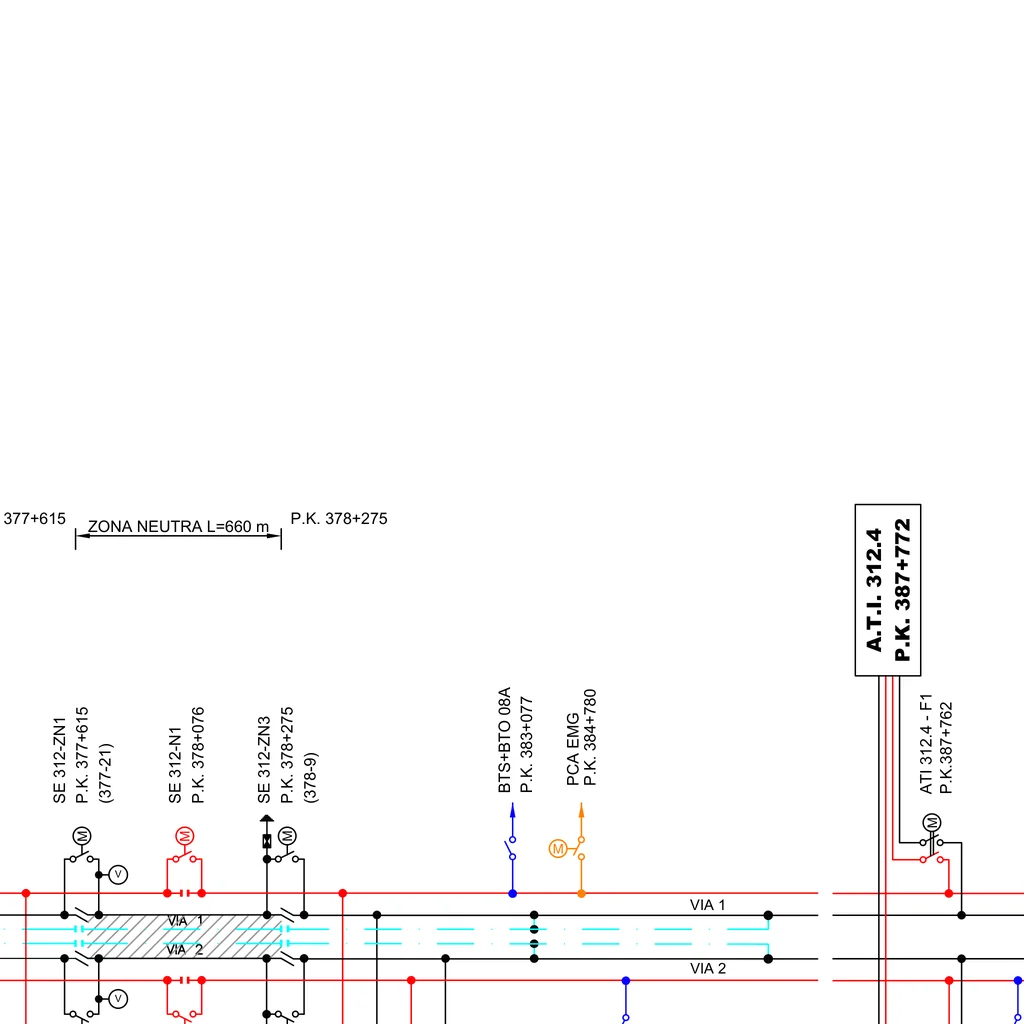 377+615
ZONA NEUTRA L=660 m
P.K. 378+275
A.T.I. 312.4
P.K. 387+772
SE 312-ZN1
P.K. 377+615
(377-21)
SE 312-N1
P.K. 378+076
SE 312-ZN3
P.K. 378+275
(378-9)
BTS+BTO 08A
P.K. 383+077
PCA EMG
P.K. 384+780
ATI 312.4 - F1
P.K.387+762
M
M
M
M
M
V
VIA 1
VIA 1
VIA 2
VIA 2
V